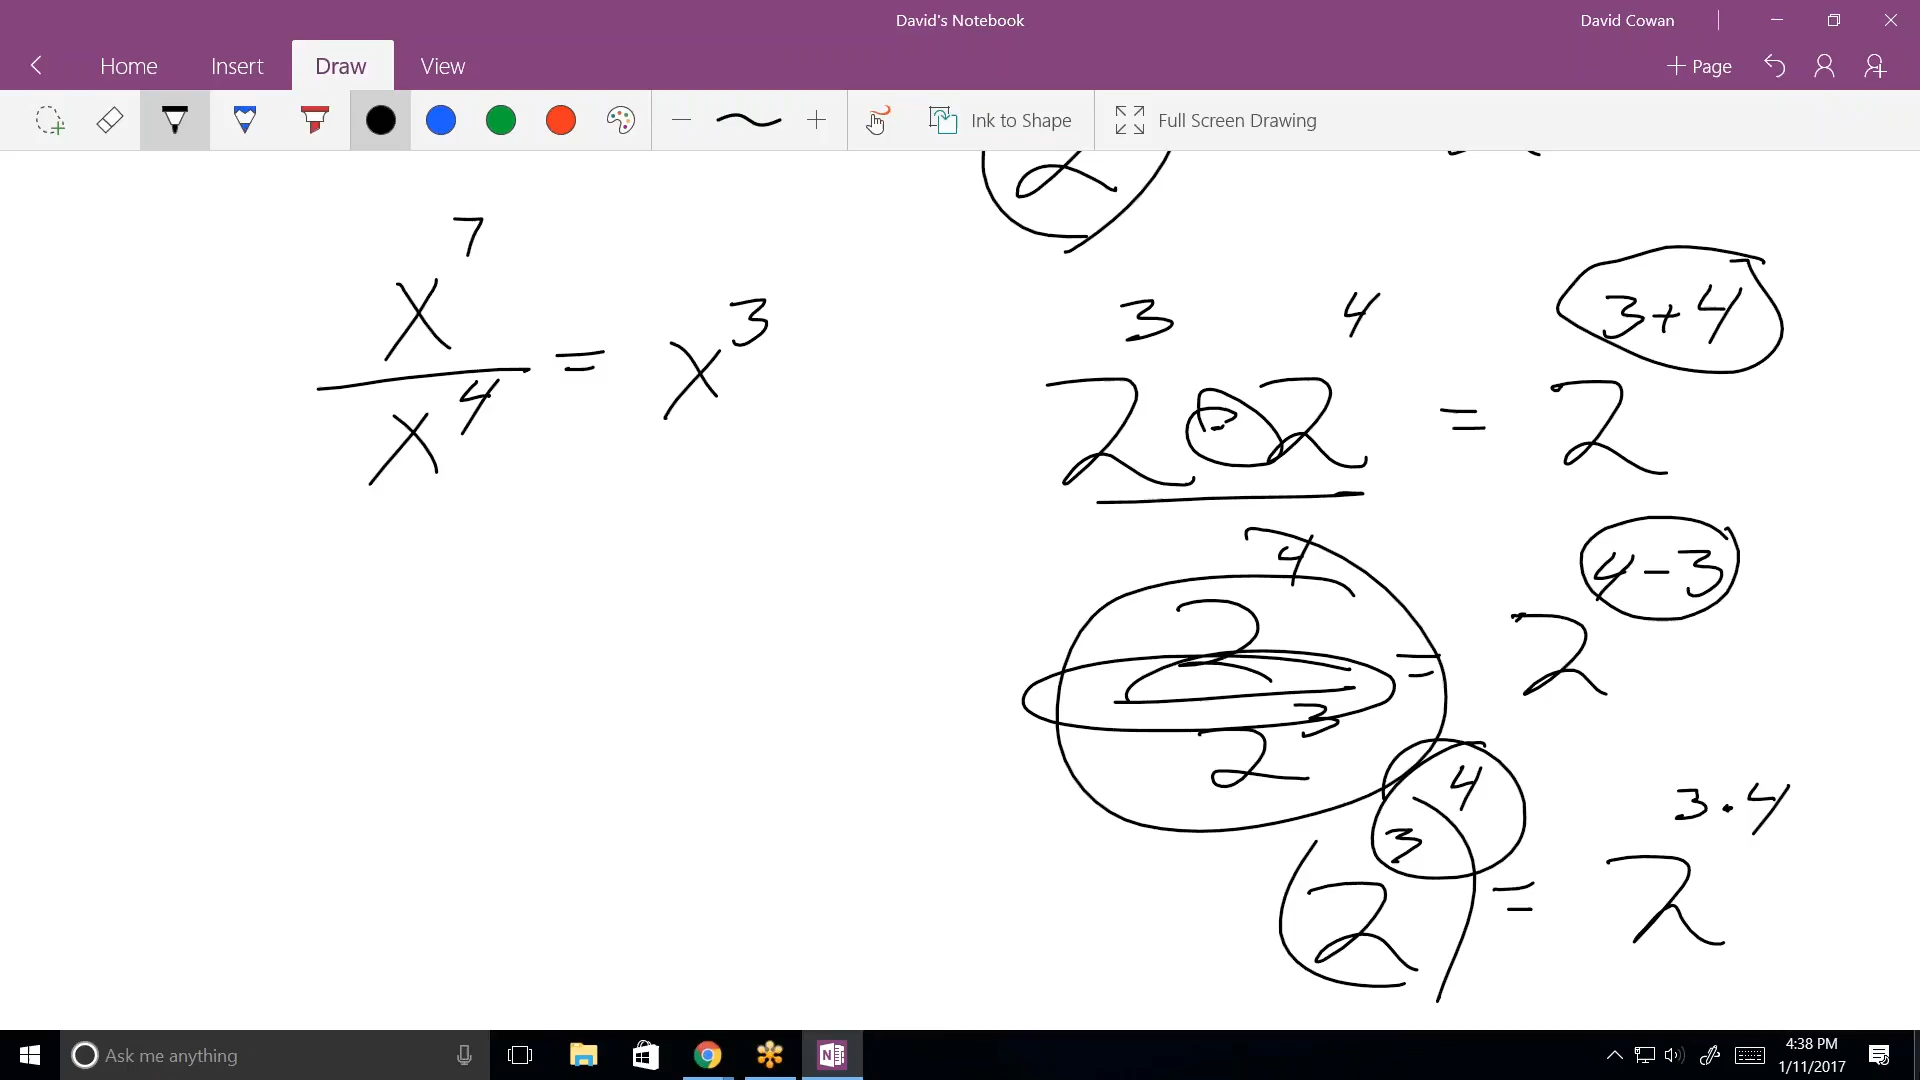 David's Notebook
David Cowan
Home Insert Draw View
Page
Ink to Shape
Full Screen Drawing
2
x^7 / x^4 = x^3
2^3 · 2^4 = 2^(3+4)
2^4 / 2^3 = 2^(4-3)
(2^3)^4 = 2^(3·4)
Ask me anything
4:38 PM
1/11/2017